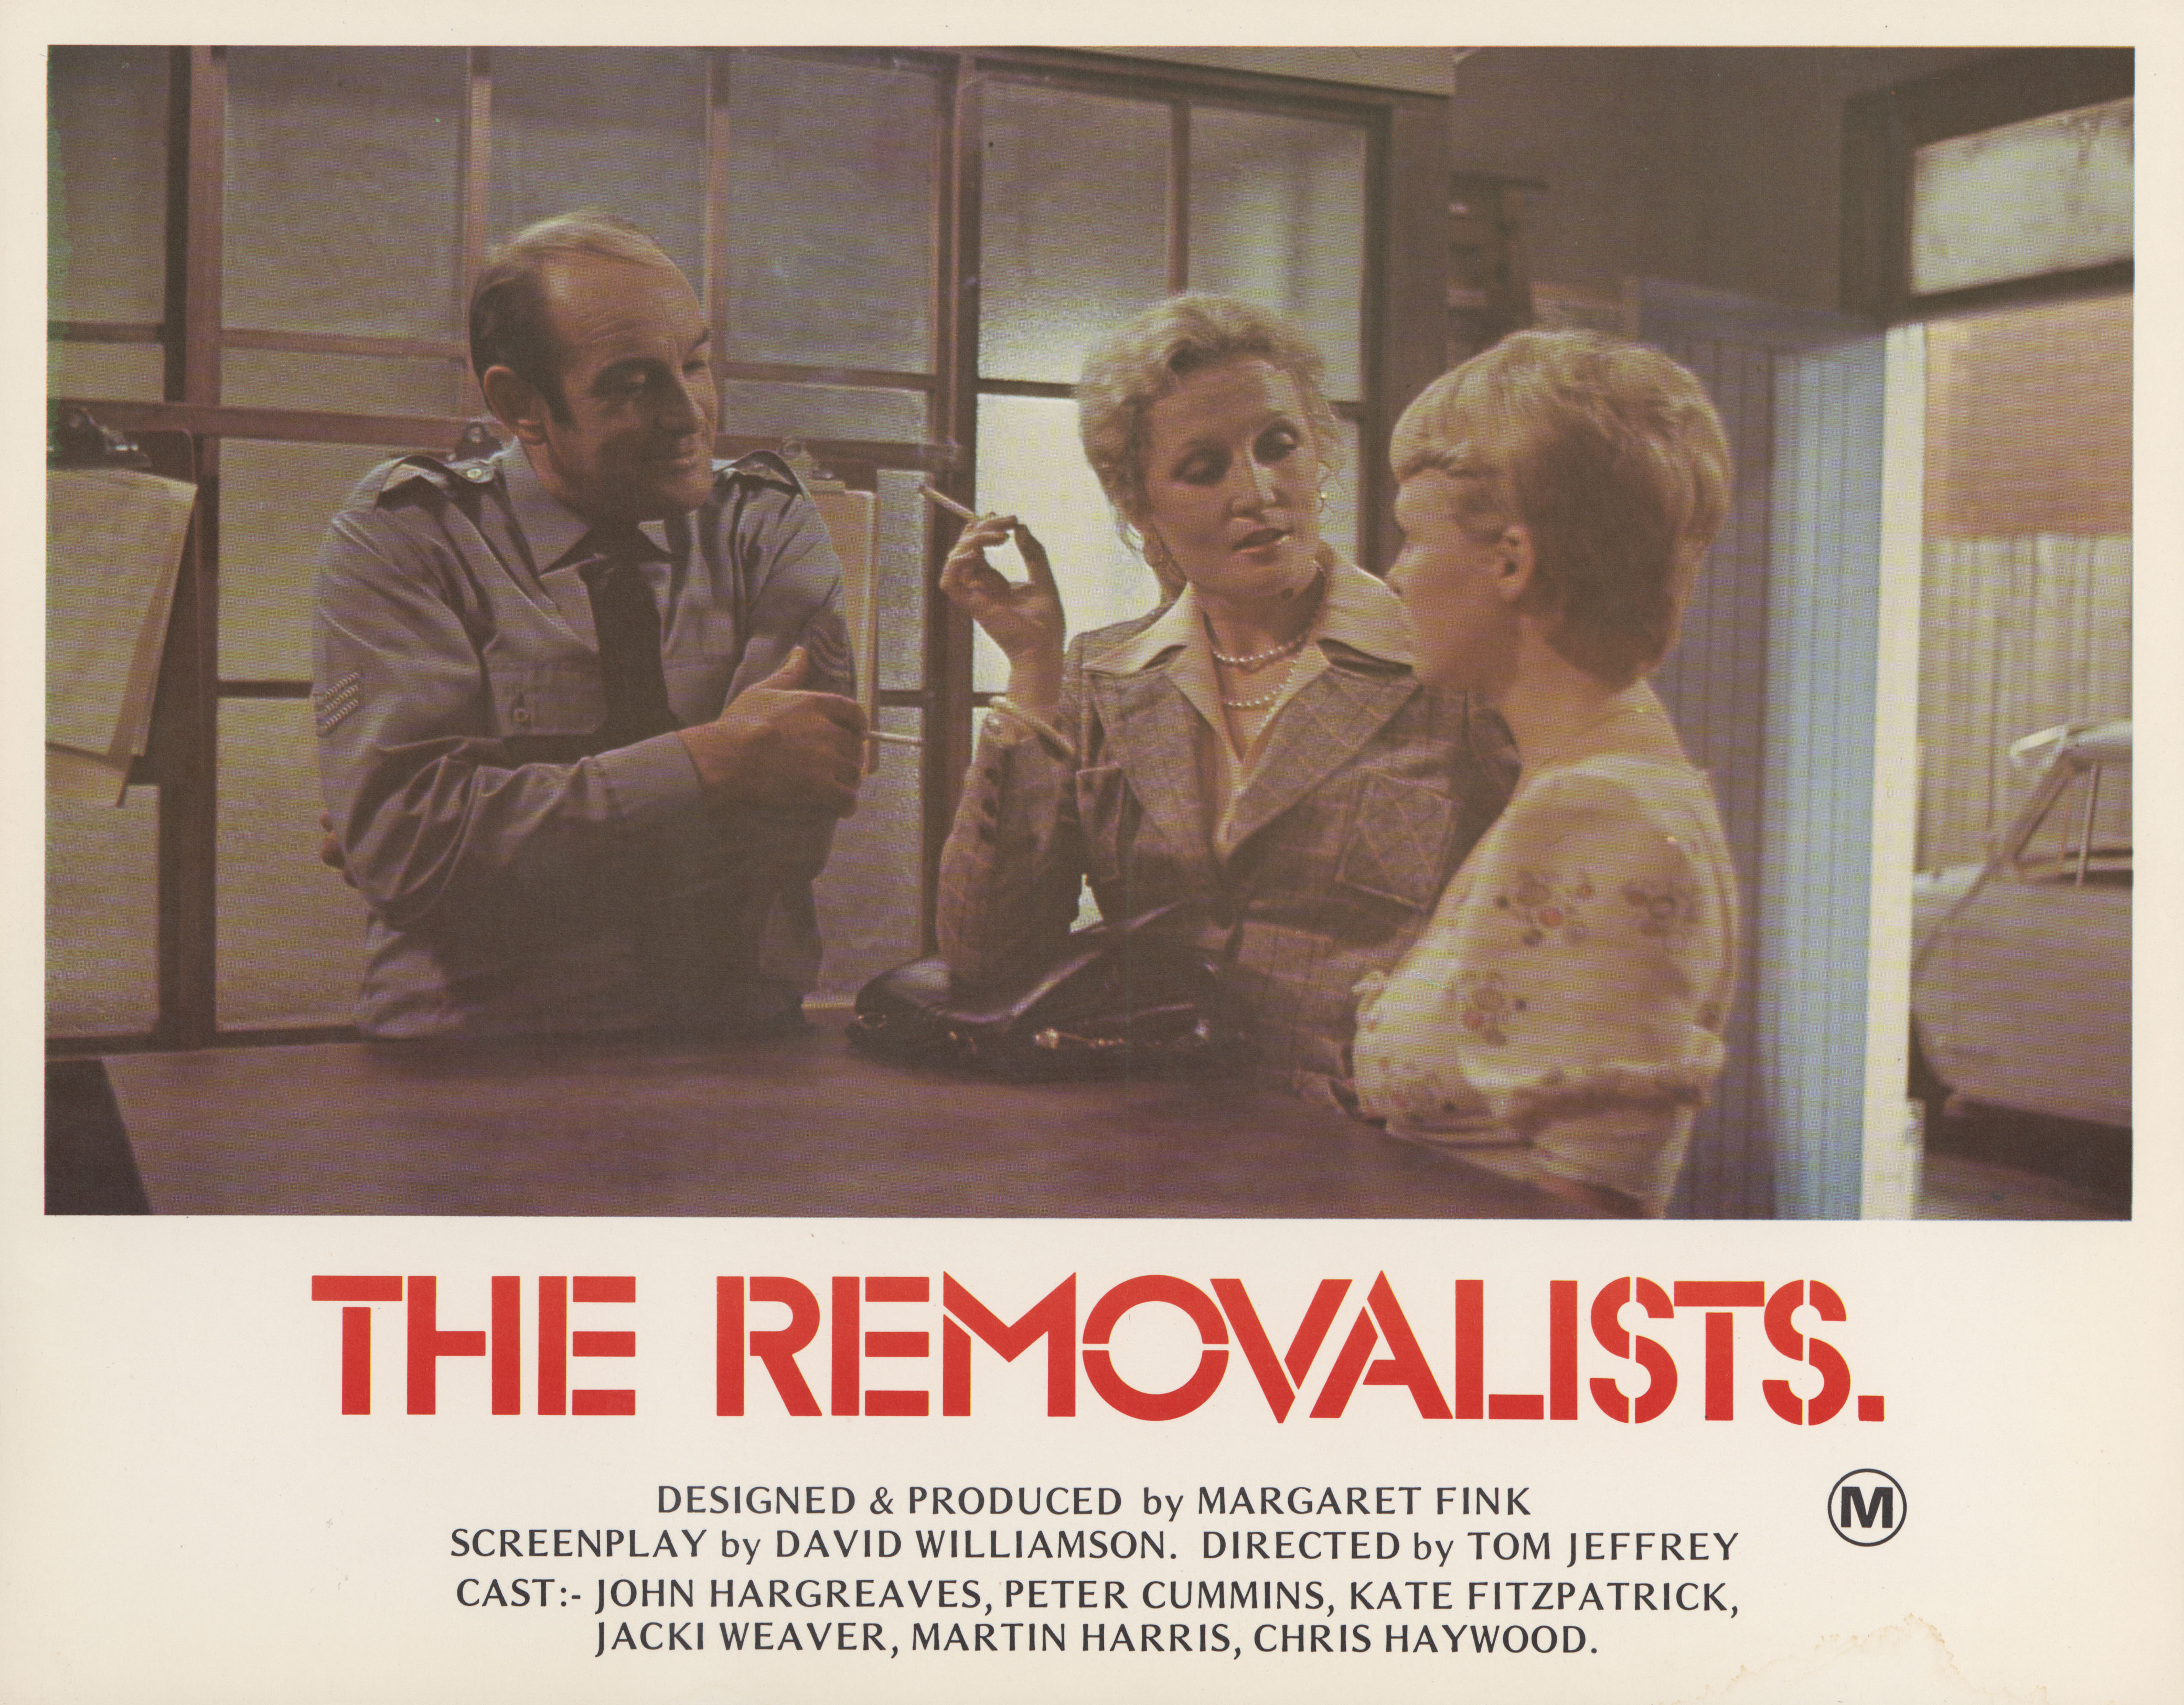 THE REMOVALISTS.
DESIGNED & PRODUCED by MARGARET FINK
SCREENPLAY by DAVID WILLIAMSON. DIRECTED by TOM JEFFREY
CAST:- JOHN HARGREAVES, PETER CUMMINS, KATE FITZPATRICK,
JACKI WEAVER, MARTIN HARRIS, CHRIS HAYWOOD.
M